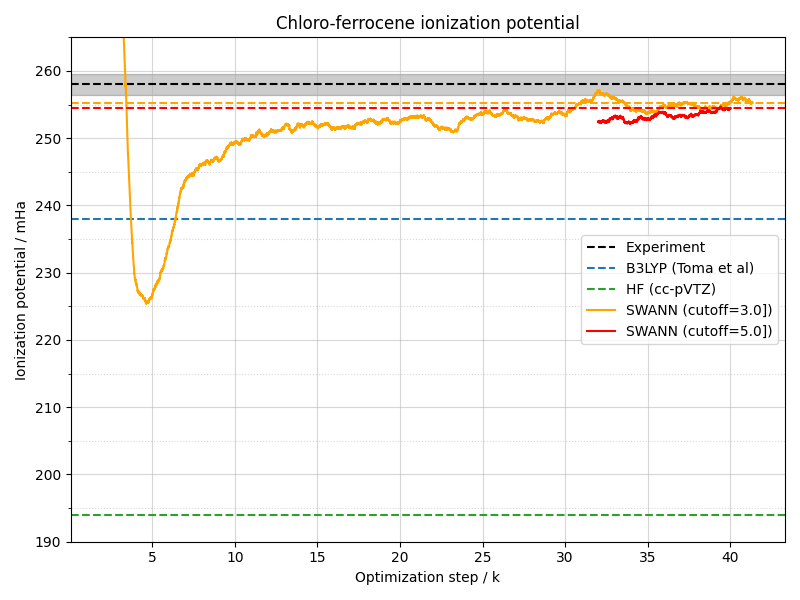 Chloro-ferrocene ionization potential
Ionization potential / mHa
260
250
240
230
220
210
200
190
Experiment
B3LYP (Toma et al)
HF (cc-pVTZ)
SWANN (cutoff=3.0])
SWANN (cutoff=5.0])
5 10 15 20 25 30 35 40
Optimization step / k